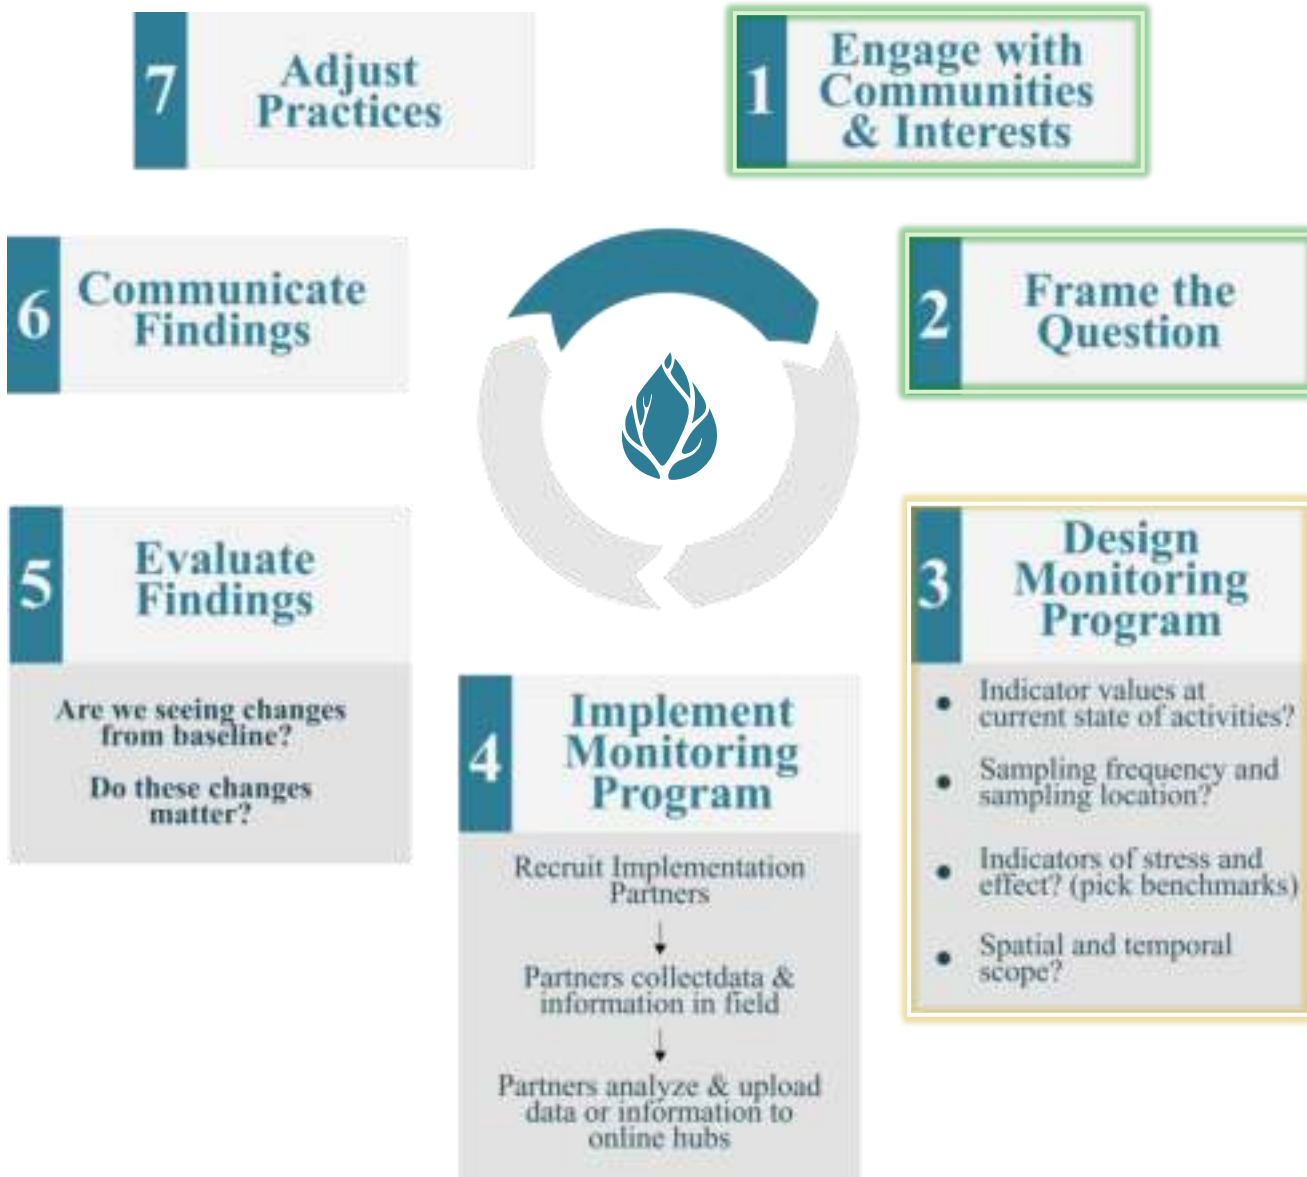 1
Engage with
Communities
& Interests
2
Frame the
Question
3
Design
Monitoring
Program
Indicator values at
current state of activities?
Sampling frequency and
sampling location?
Indicators of stress and
effect? (pick benchmarks)
Spatial and temporal
scope?
4
Implement
Monitoring
Program
Recruit Implementation
Partners
Partners collectdata &
information in field
Partners analyze & upload
data or information to
online hubs
5
Evaluate
Findings
Are we seeing changes
from baseline?
Do these changes
matter?
6
Communicate
Findings
7
Adjust
Practices